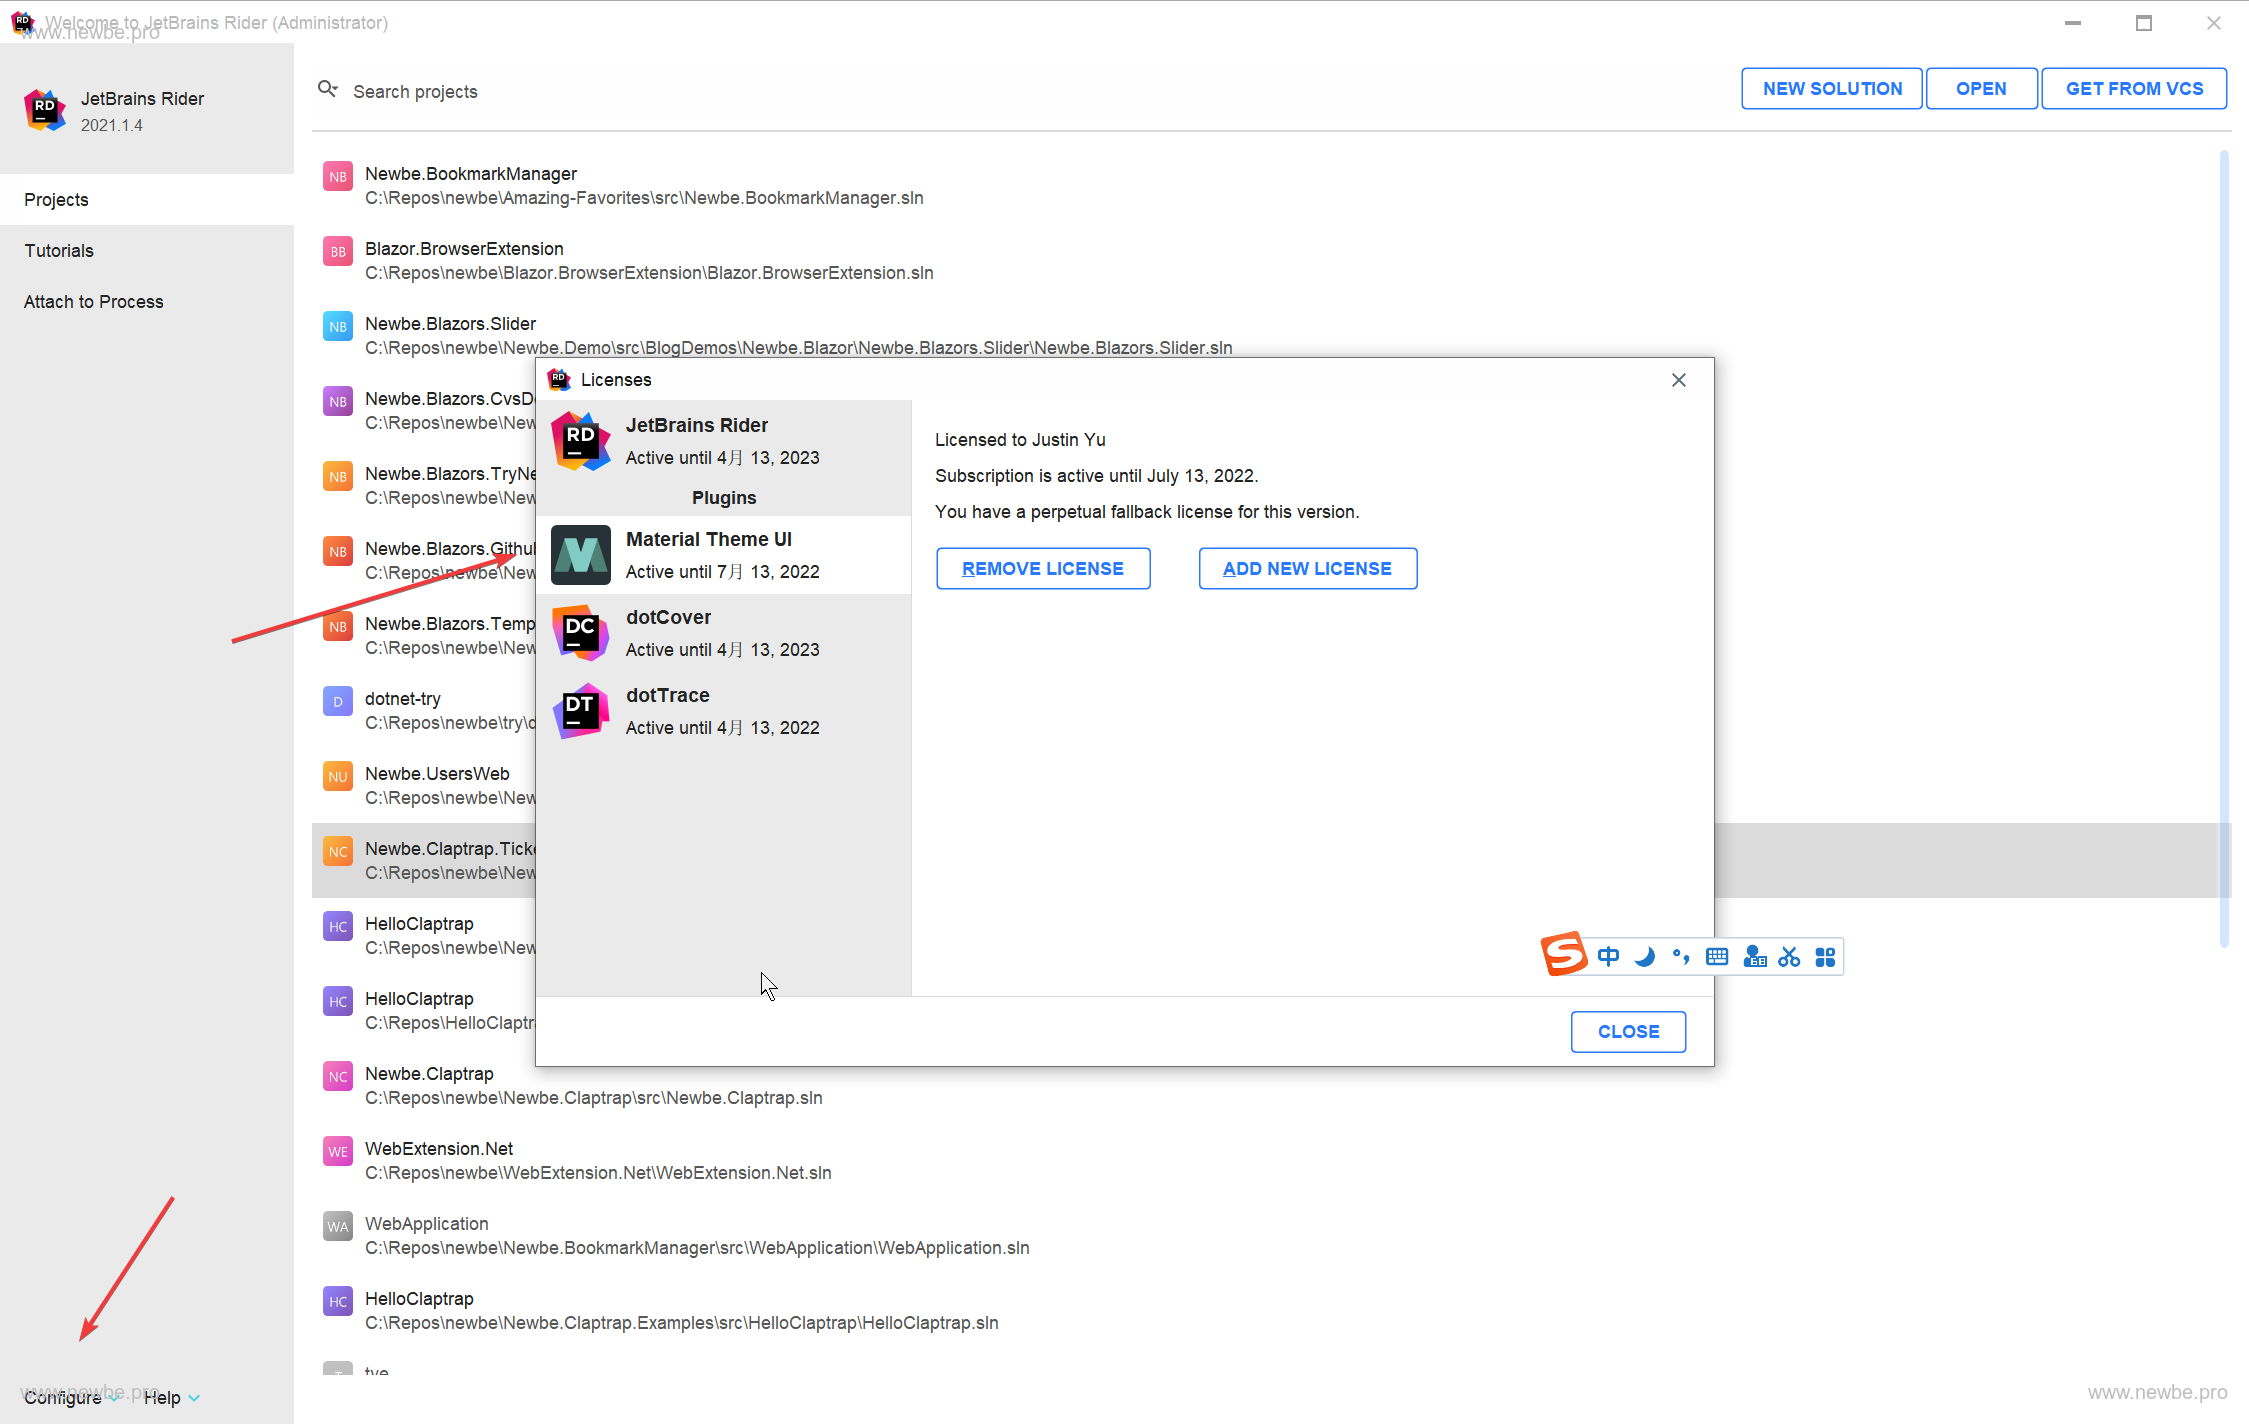 Welcome to JetBrains Rider (Administrator)
www.newbe.pro
JetBrains Rider
2021.1.4
Projects
Tutorials
Attach to Process
Search projects
NEW SOLUTION
OPEN
GET FROM VCS
NB
Newbe.BookmarkManager
C:\Repos\newbe\Amazing-Favorites\src\Newbe.BookmarkManager.sln
BB
Blazor.BrowserExtension
C:\Repos\newbe\Blazor.BrowserExtension\Blazor.BrowserExtension.sln
NB
Newbe.Blazors.Slider
C:\Repos\newbe\Newbe.Demo\src\BlogDemos\Newbe.Blazor\Newbe.Blazors.Slider\Newbe.Blazors.Slider.sln
NB
Newbe.Blazors.CvsD
C:\Repos\newbe\New
NB
Newbe.Blazors.TryNe
C:\Repos\newbe\New
NB
Newbe.Blazors.Githu
C:\Repos\newbe\New
NB
Newbe.Blazors.Temp
C:\Repos\newbe\New
D
dotnet-try
C:\Repos\newbe\try\d
NU
Newbe.UsersWeb
C:\Repos\newbe\New
NC
Newbe.Claptrap.Ticke
C:\Repos\newbe\New
HC
HelloClaptrap
C:\Repos\newbe\New
HC
HelloClaptrap
C:\Repos\HelloClaptr
NC
Newbe.Claptrap
C:\Repos\newbe\Newbe.Claptrap\src\Newbe.Claptrap.sln
WE
WebExtension.Net
C:\Repos\newbe\WebExtension.Net\WebExtension.Net.sln
WA
WebApplication
C:\Repos\newbe\Newbe.BookmarkManager\src\WebApplication\WebApplication.sln
HC
HelloClaptrap
C:\Repos\newbe\Newbe.Claptrap.Examples\src\HelloClaptrap\HelloClaptrap.sln
Licenses
RD
JetBrains Rider
Active until 4月 13, 2023
Plugins
Material Theme UI
Active until 7月 13, 2022
DC
dotCover
Active until 4月 13, 2023
DT
dotTrace
Active until 4月 13, 2022
Licensed to Justin Yu
Subscription is active until July 13, 2022.
You have a perpetual fallback license for this version.
REMOVE LICENSE
ADD NEW LICENSE
中
CLOSE
Configure
Help
www.newbe.pro
www.newbe.pro